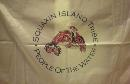 SQUAXIN ISLAND TRIBE
PEOPLE OF THE WATER